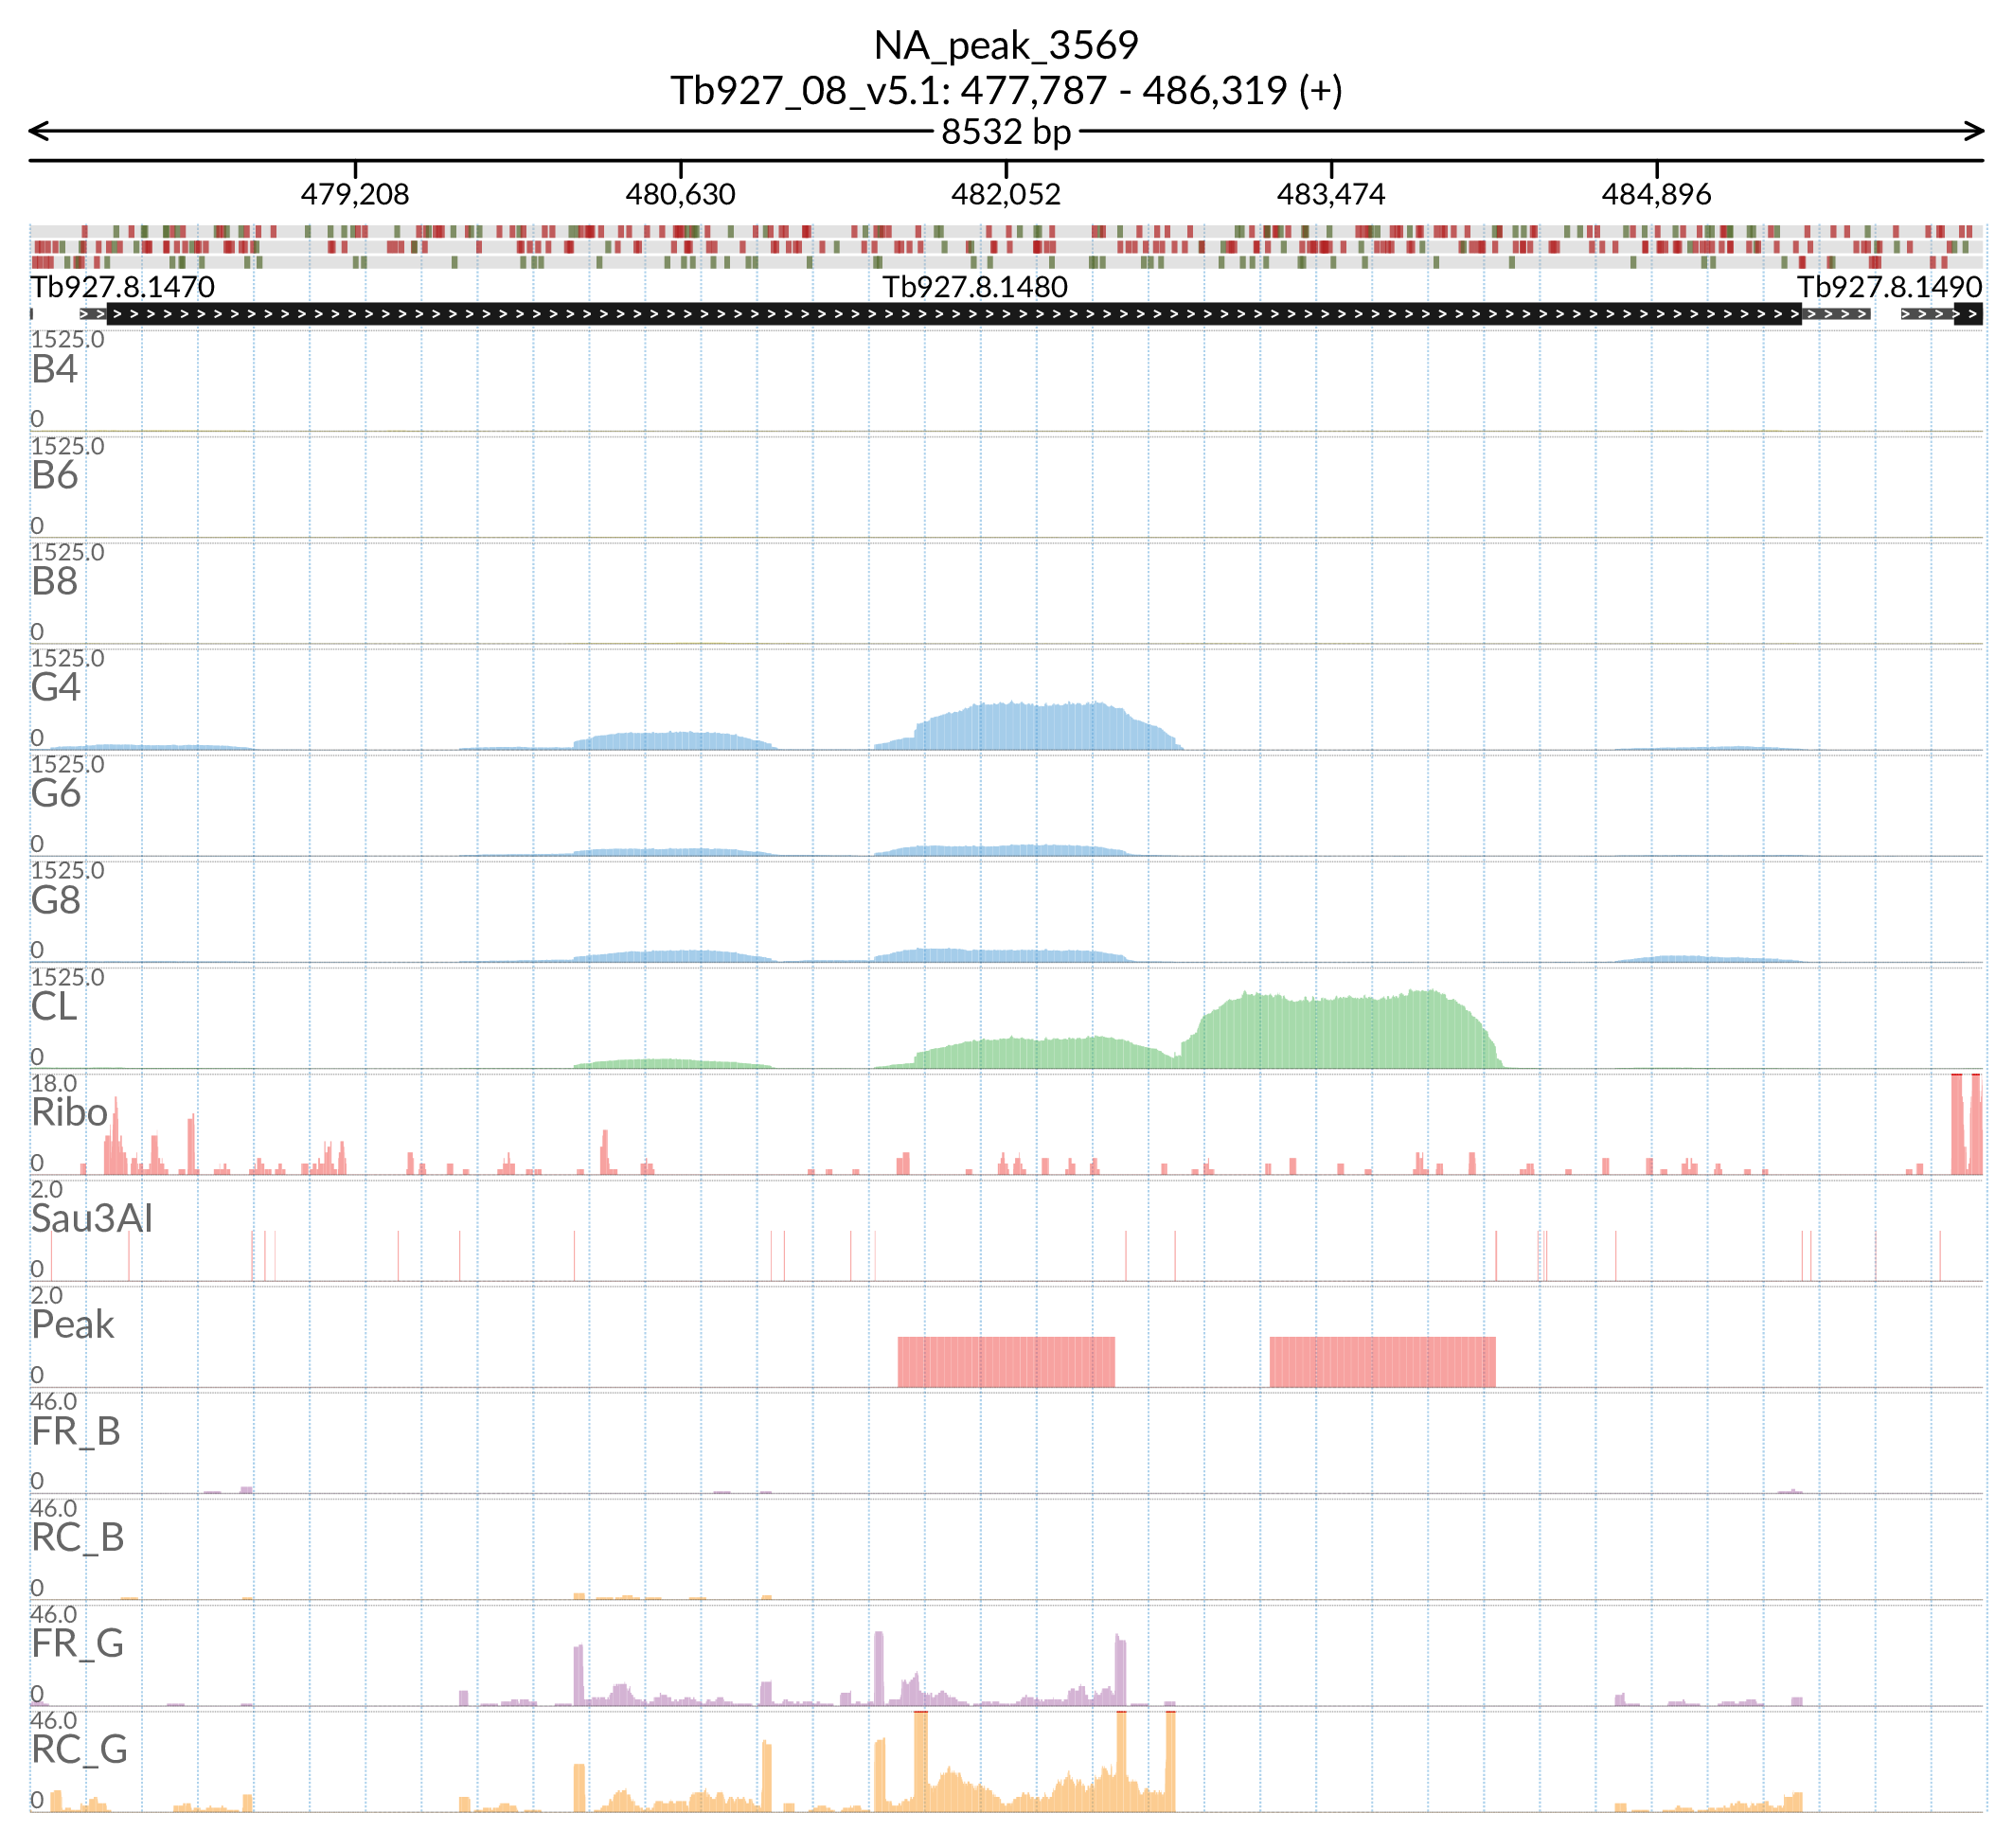 NA_peak_3569
Tb927_08_v5.1: 477,787 - 486,319 (+)
8532 bp
479,208 480,630 482,052 483,474 484,896
Tb927.8.1470 Tb927.8.1480 Tb927.8.1490
1525.0
B4
0
1525.0
B6
0
1525.0
B8
0
1525.0
G4
0
1525.0
G6
0
1525.0
G8
0
1525.0
CL
0
18.0
Ribo
0
2.0
Sau3AI
0
2.0
Peak
0
46.0
FR_B
0
46.0
RC_B
0
46.0
FR_G
0
46.0
RC_G
0